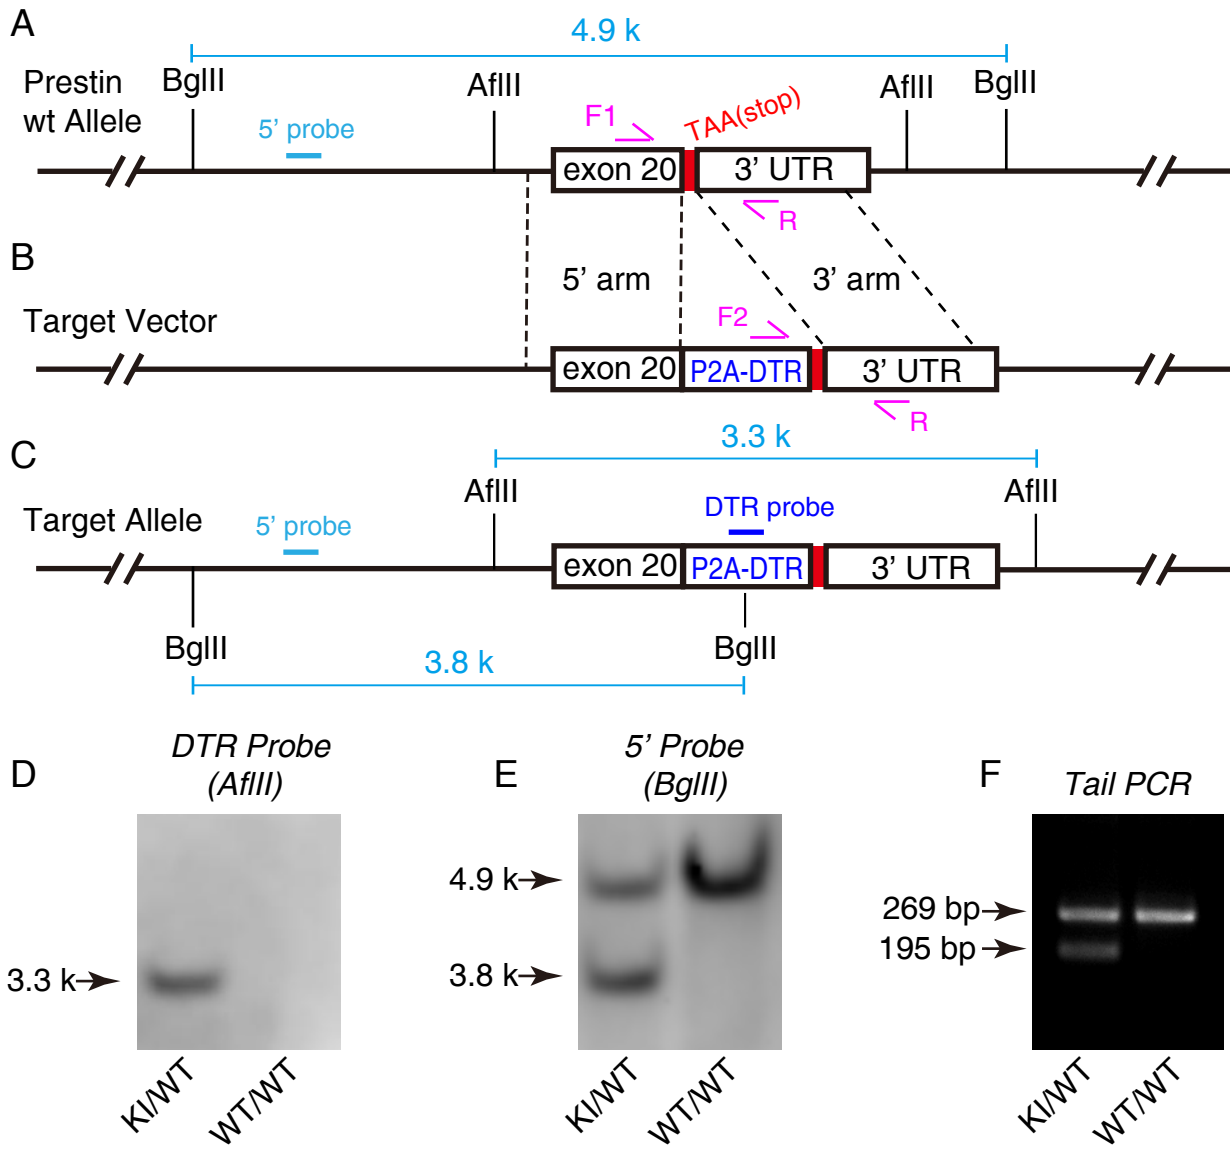 A
4.9 k
Prestin
wt Allele
BglII
AflII
AflII
BglII
5’ probe
F1
TAA(stop)
exon 20
3’ UTR
R
B
5’ arm
3’ arm
Target Vector
F2
exon 20
P2A-DTR
3’ UTR
R
C
3.3 k
AflII
AflII
Target Allele
5’ probe
DTR probe
exon 20
P2A-DTR
3’ UTR
BglII
BglII
3.8 k
D
DTR Probe
(AflII)
3.3 k
KI/WT
WT/WT
E
5’ Probe
(BglII)
4.9 k
3.8 k
KI/WT
WT/WT
F
Tail PCR
269 bp
195 bp
KI/WT
WT/WT